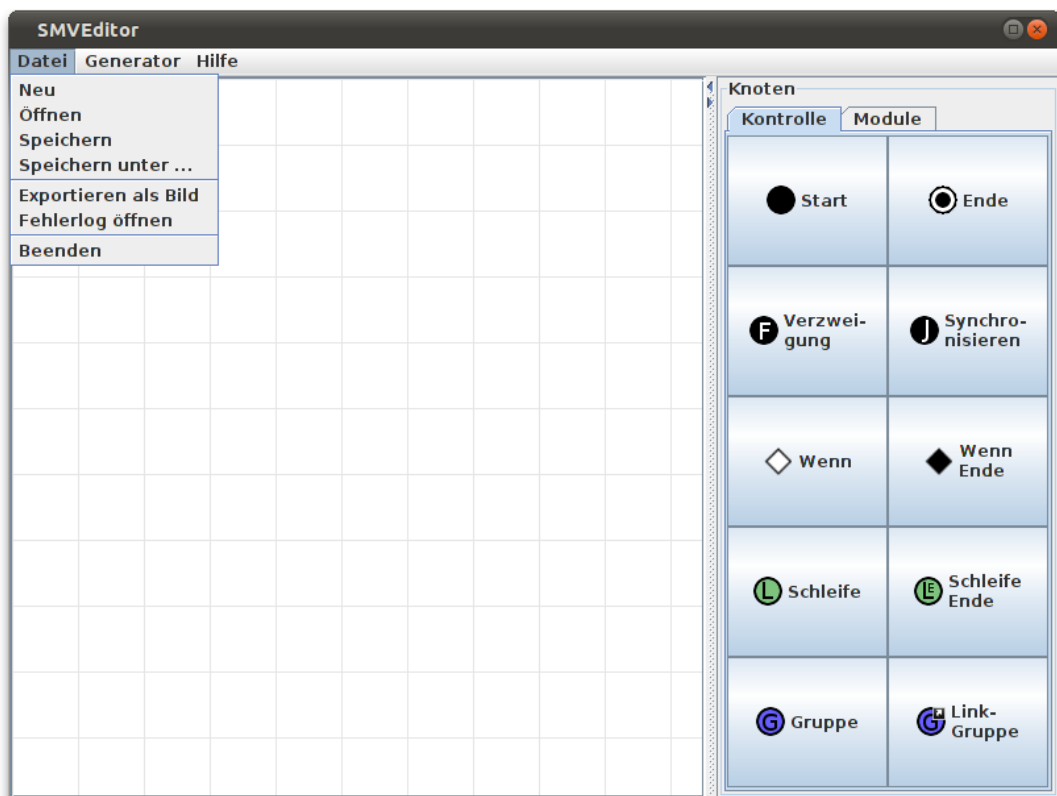 SMVEditor
Datei Generator Hilfe
Neu
Öffnen
Speichern
Speichern unter ...
Exportieren als Bild
Fehlerlog öffnen
Beenden
Knoten
Kontrolle Module
Start
Ende
F
Verzwei-
gung
J
Synchro-
nisieren
Wenn
Wenn
Ende
L
Schleife
LE
Schleife
Ende
G
Gruppe
G
Link-
Gruppe